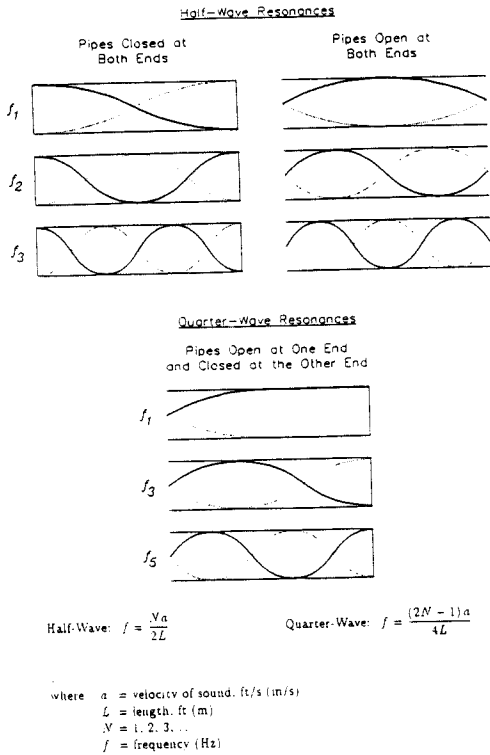 Half-Wave Resonances
Pipes Closed at
Both Ends
Pipes Open at
Both Ends
f1
f2
f3
Quarter-Wave Resonances
Pipes Open at One End
and Closed at the Other End
f1
f3
f5
Half-Wave: f = Na/2L
Quarter-Wave: f = (2N - 1)a/4L
where a = velocity of sound, ft/s (m/s)
L = length, ft (m)
N = 1, 2, 3, ...
f = frequency (Hz)